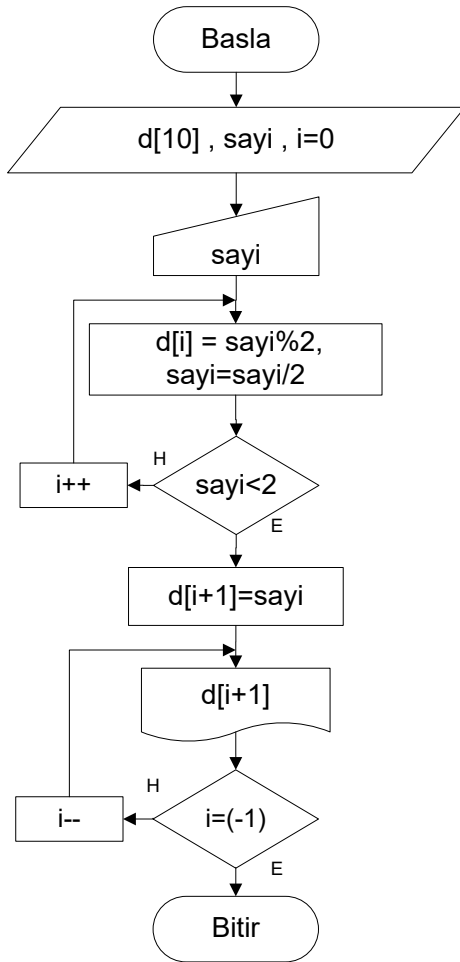 Basla
d[10] , sayi , i=0
sayi
d[i] = sayi%2,
sayi=sayi/2
H
i++
sayi<2
E
d[i+1]=sayi
d[i+1]
H
i--
i=(-1)
E
Bitir